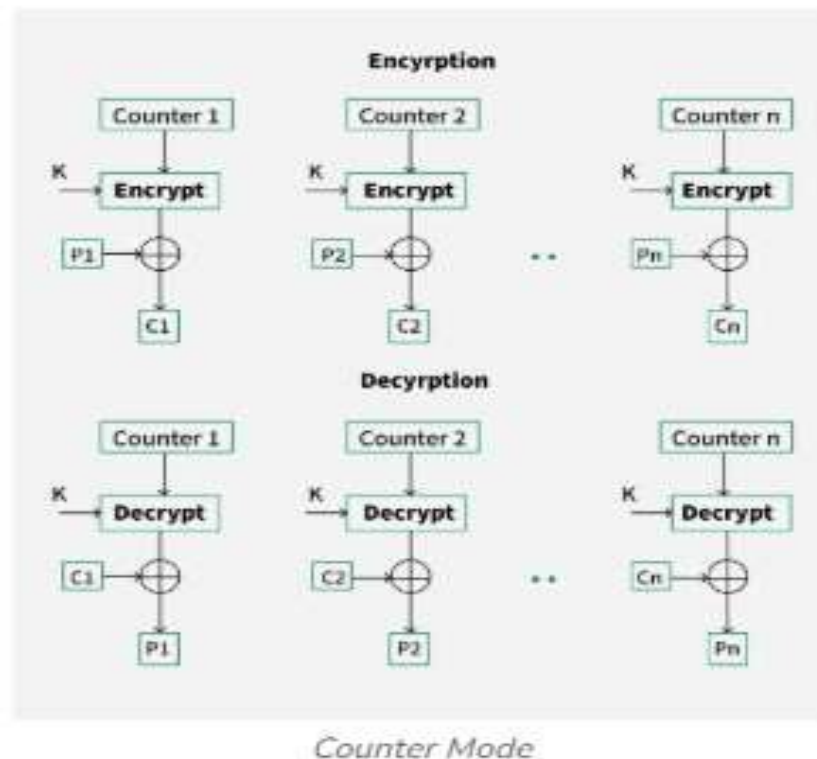 Encyrption
Counter 1 Counter 2 Counter n
K K K
Encrypt Encrypt Encrypt
P1 P2 Pn
C1 C2 Cn
Decyrption
Counter 1 Counter 2 Counter n
K K K
Decrypt Decrypt Decrypt
C1 C2 Cn
P1 P2 Pn
Counter Mode